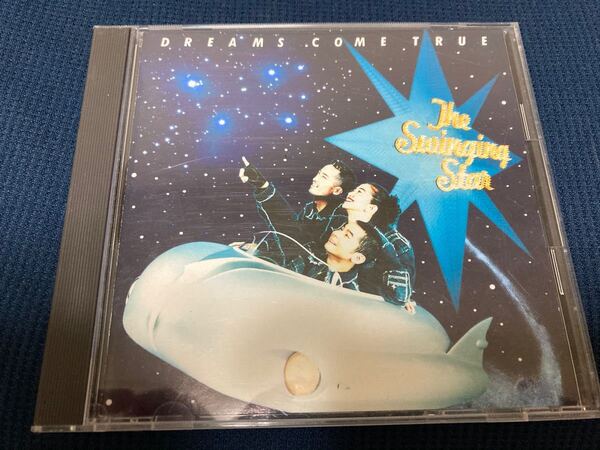 DREAMS COME TRUE
The
Swinging
Star